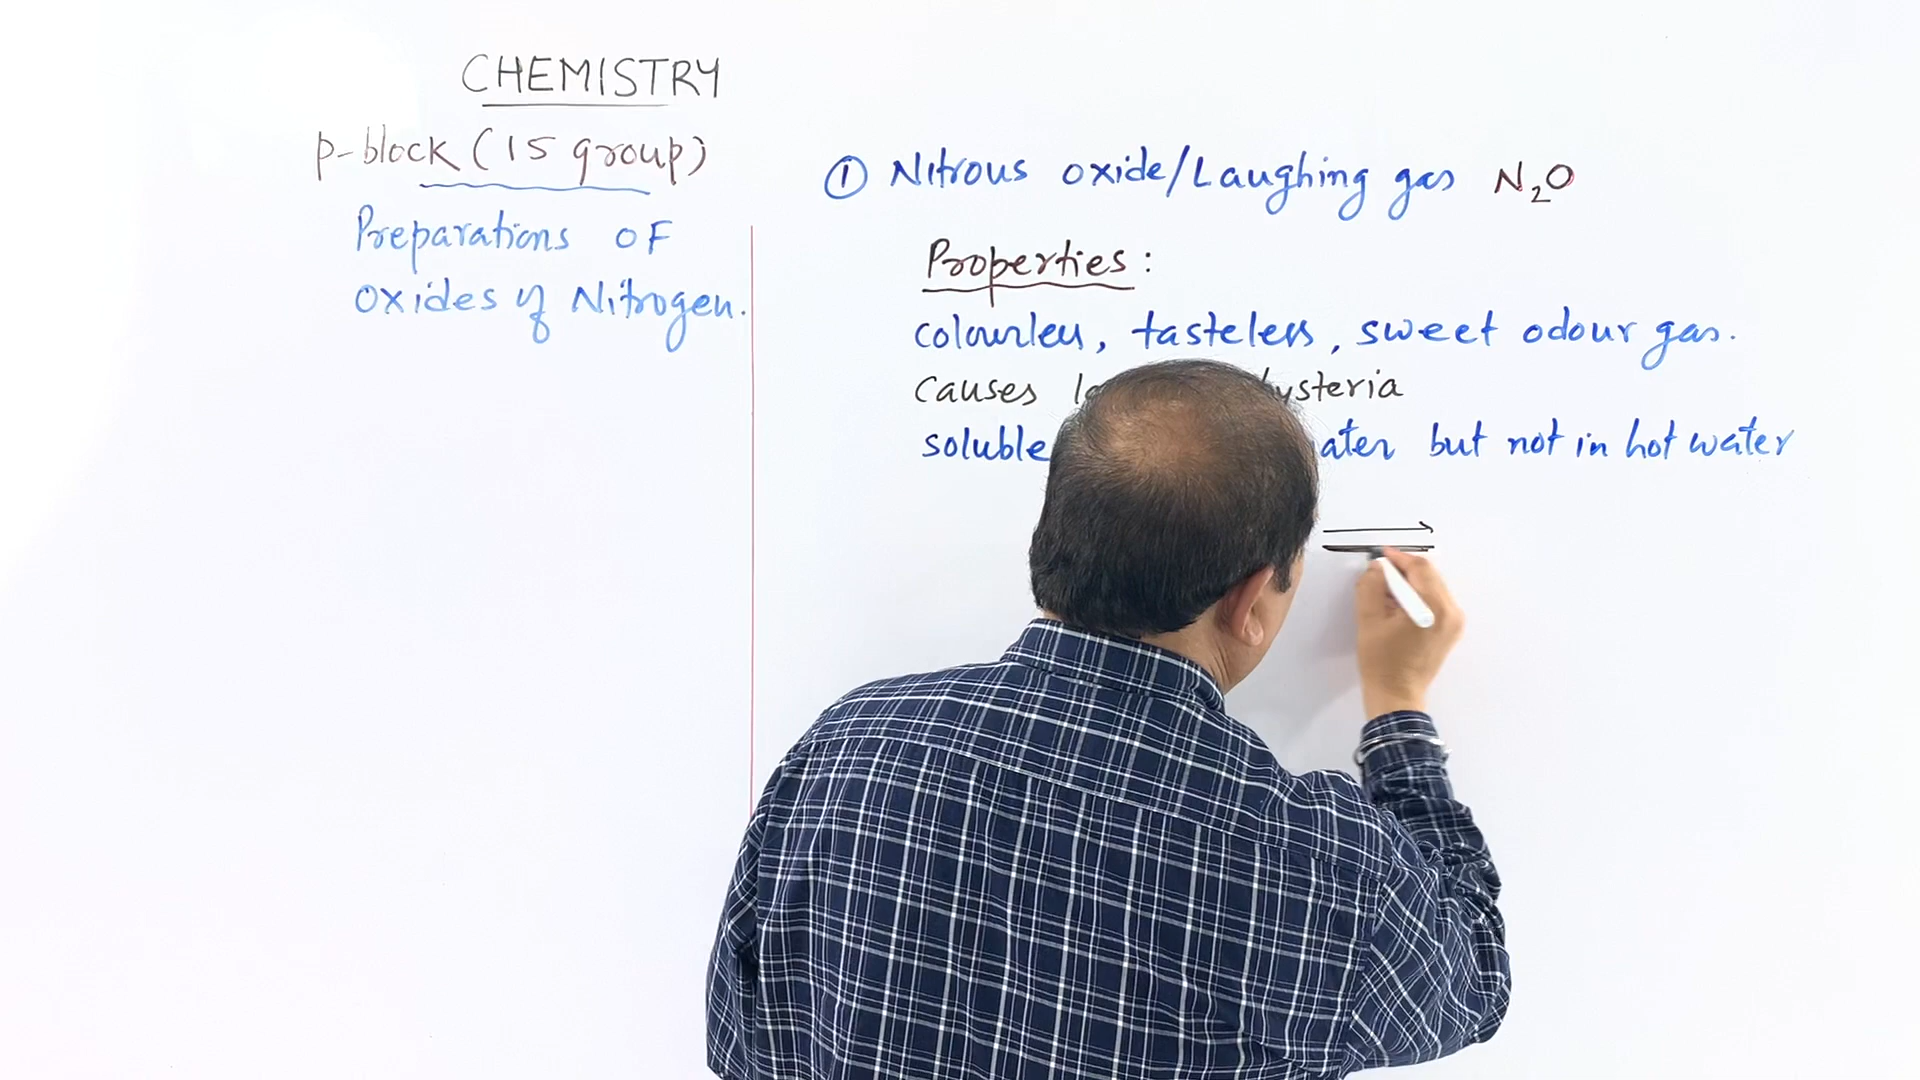 CHEMISTRY
p-block (15 group)
Preparations OF
Oxides of Nitrogen.
① Nitrous oxide/Laughing gas N₂O
Properties:
colourless, tasteless, sweet odour gas.
Causes hysteria
soluble but not in hot water